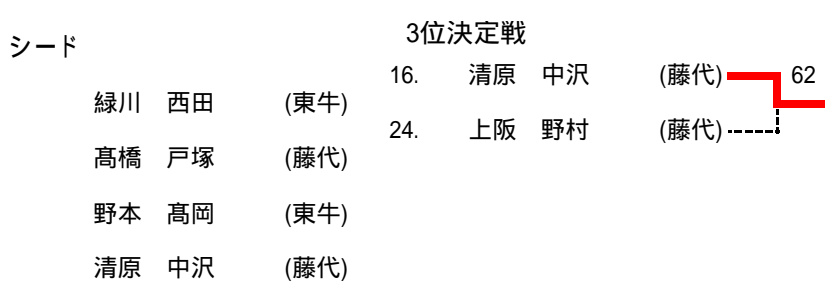 シード
緑川 西田 (東牛)
髙橋 戸塚 (藤代)
野本 髙岡 (東牛)
清原 中沢 (藤代)
3位決定戦
16. 清原 中沢 (藤代) 62
24. 上阪 野村 (藤代)